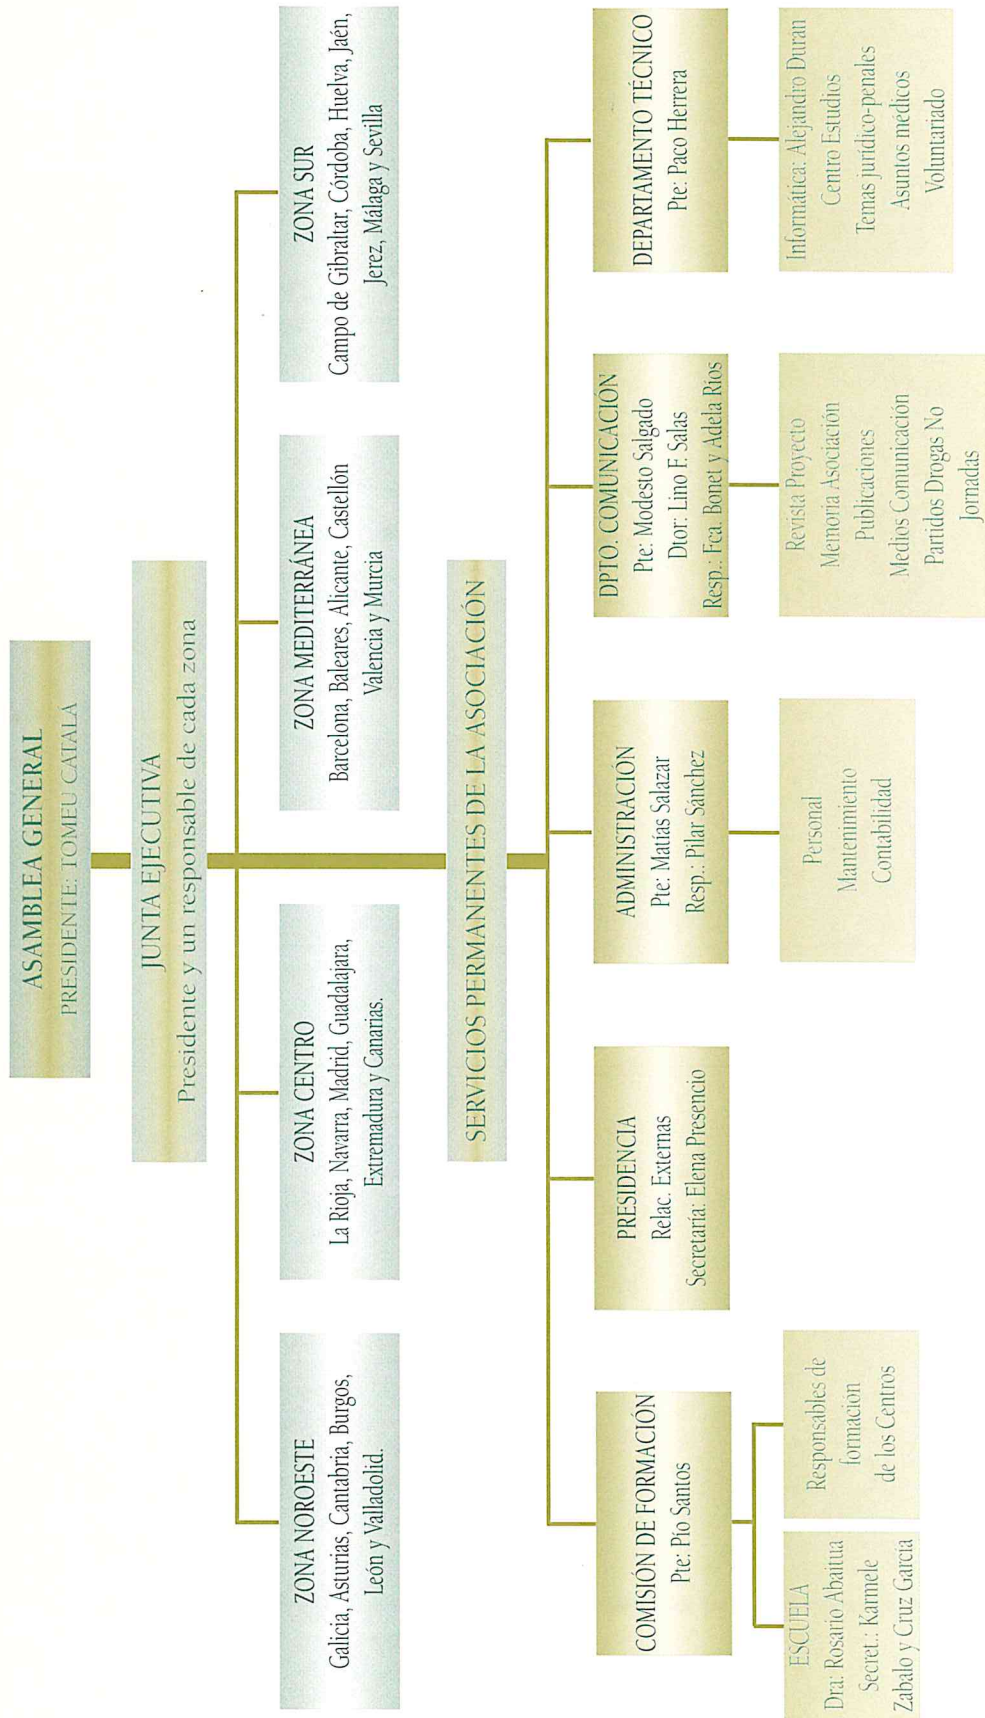 ASAMBLEA GENERAL
PRESIDENTE: TOMEU CATALA
JUNTA EJECUTIVA
Presidente y un responsable de cada zona
ZONA NOROESTE
Galicia, Asturias, Cantabria, Burgos,
León y Valladolid.
ZONA CENTRO
La Rioja, Navarra, Madrid, Guadalajara,
Extremadura y Canarias.
ZONA MEDITERRÁNEA
Barcelona, Baleares, Alicante, Castellón
Valencia y Murcia
ZONA SUR
Campo de Gibraltar, Córdoba, Huelva, Jaén,
Jerez, Málaga y Sevilla
SERVICIOS PERMANENTES DE LA ASOCIACIÓN
COMISIÓN DE FORMACIÓN
Pte: Pío Santos
ESCUELA
Dra: Rosario Abaitua
Secret.: Karmele
Zabalo y Cruz Garcia
Responsables de
formación
de los Centros
PRESIDENCIA
Relac. Externas
Secretaría: Elena Presencio
ADMINISTRACIÓN
Pte: Matías Salazar
Resp.: Pilar Sánchez
Personal
Mantenimiento
Contabilidad
DPTO. COMUNICACIÓN
Pte: Modesto Salgado
Dtor: Lino F. Salas
Resp.: Fca. Bonet y Adela Ríos
Revista Proyecto
Memoria Asociación
Publicaciones
Medios Comunicación
Partidos Drogas No
Jornadas
DEPARTAMENTO TÉCNICO
Pte: Paco Herrera
Informática: Alejandro Duran
Centro Estudios
Temas jurídico-penales
Asuntos médicos
Voluntariado